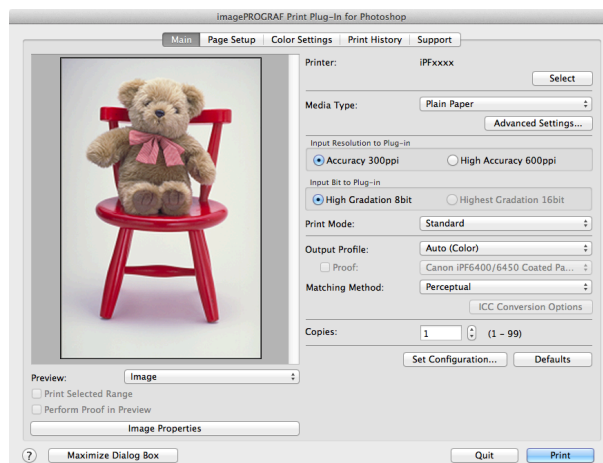 imagePROGRAF Print Plug-In for Photoshop
Main Page Setup Color Settings Print History Support
Printer: iPFxxxx
Select
Media Type: Plain Paper
Advanced Settings...
Input Resolution to Plug-in
Accuracy 300ppi High Accuracy 600ppi
Input Bit to Plug-in
High Gradation 8bit Highest Gradation 16bit
Print Mode: Standard
Output Profile: Auto (Color)
Proof: Canon iPF6400/6450 Coated Pa...
Matching Method: Perceptual
ICC Conversion Options
Copies: 1 (1 – 99)
Set Configuration... Defaults
Preview: Image
Print Selected Range
Perform Proof in Preview
Image Properties
? Maximize Dialog Box Quit Print